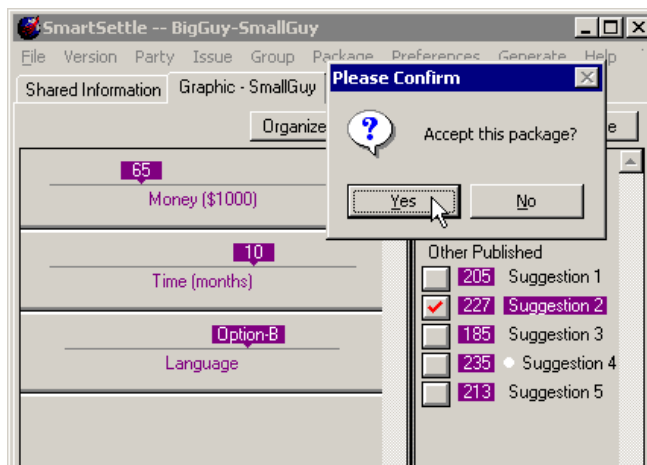 SmartSettle -- BigGuy-SmallGuy
File Version Party Issue Group Package Preferences Generate Help
Shared Information Graphic - SmallGuy
Please Confirm
Organize
Accept this package?
Yes No
65
Money ($1000)
10
Time (months)
Option-B
Language
Other Published
205 Suggestion 1
227 Suggestion 2
185 Suggestion 3
235 Suggestion 4
213 Suggestion 5